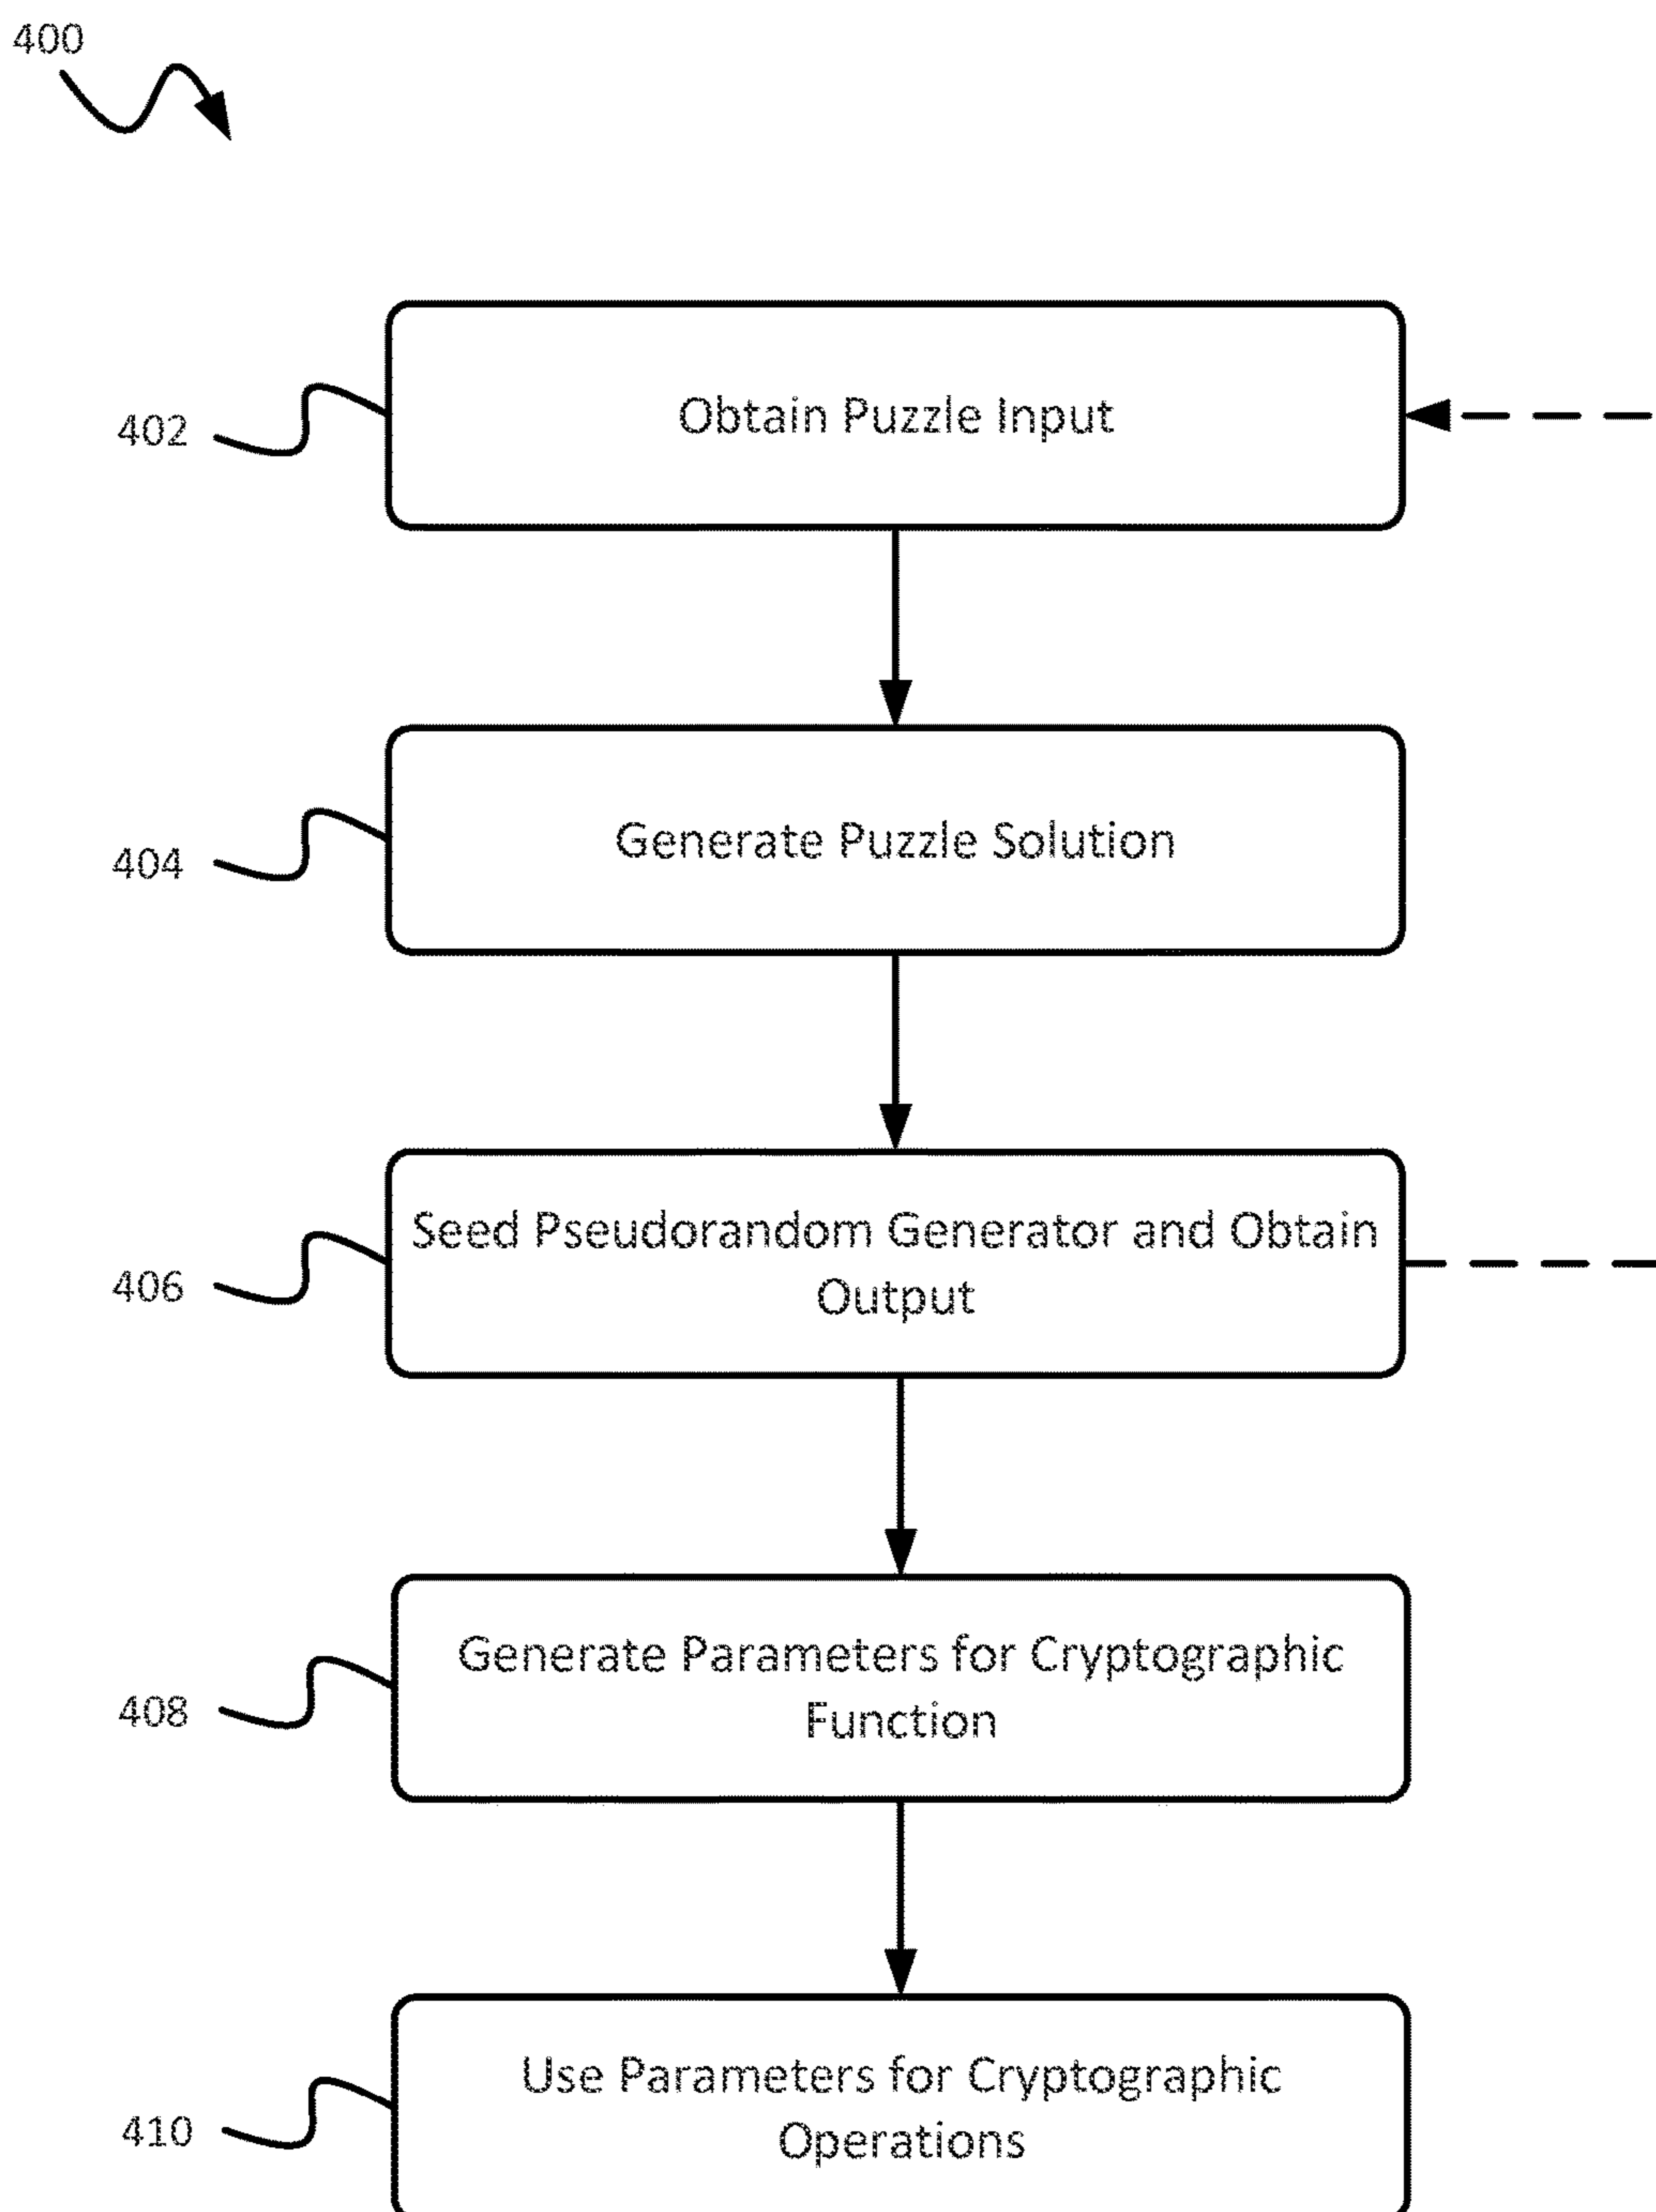 400
402
Obtain Puzzle Input
404
Generate Puzzle Solution
406
Seed Pseudorandom Generator and Obtain
Output
408
Generate Parameters for Cryptographic
Function
410
Use Parameters for Cryptographic
Operations